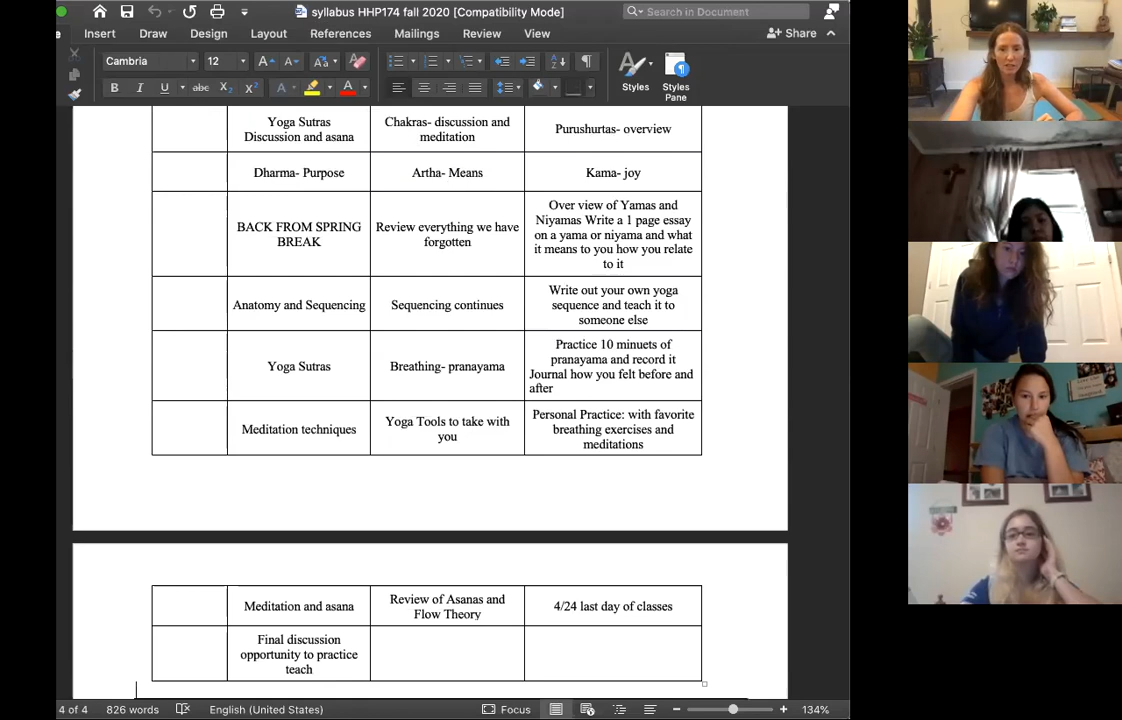 syllabus HHP174 fall 2020 [Compatibility Mode]
Search in Document
Insert Draw Design Layout References Mailings Review View
Share
Cambria 12
Styles
Styles Pane
Yoga Sutras
Discussion and asana
Chakras- discussion and
meditation
Purushurtas- overview
Dharma- Purpose
Artha- Means
Kama- joy
BACK FROM SPRING
BREAK
Review everything we have
forgotten
Over view of Yamas and
Niyamas Write a 1 page essay
on a yama or niyama and what
it means to you how you relate
to it
Anatomy and Sequencing
Sequencing continues
Write out your own yoga
sequence and teach it to
someone else
Yoga Sutras
Breathing- pranayama
Practice 10 minuets of
pranayama and record it
Journal how you felt before and
after
Meditation techniques
Yoga Tools to take with
you
Personal Practice: with favorite
breathing exercises and
meditations
Meditation and asana
Review of Asanas and
Flow Theory
4/24 last day of classes
Final discussion
opportunity to practice
teach
4 of 4 826 words English (United States) Focus 134%